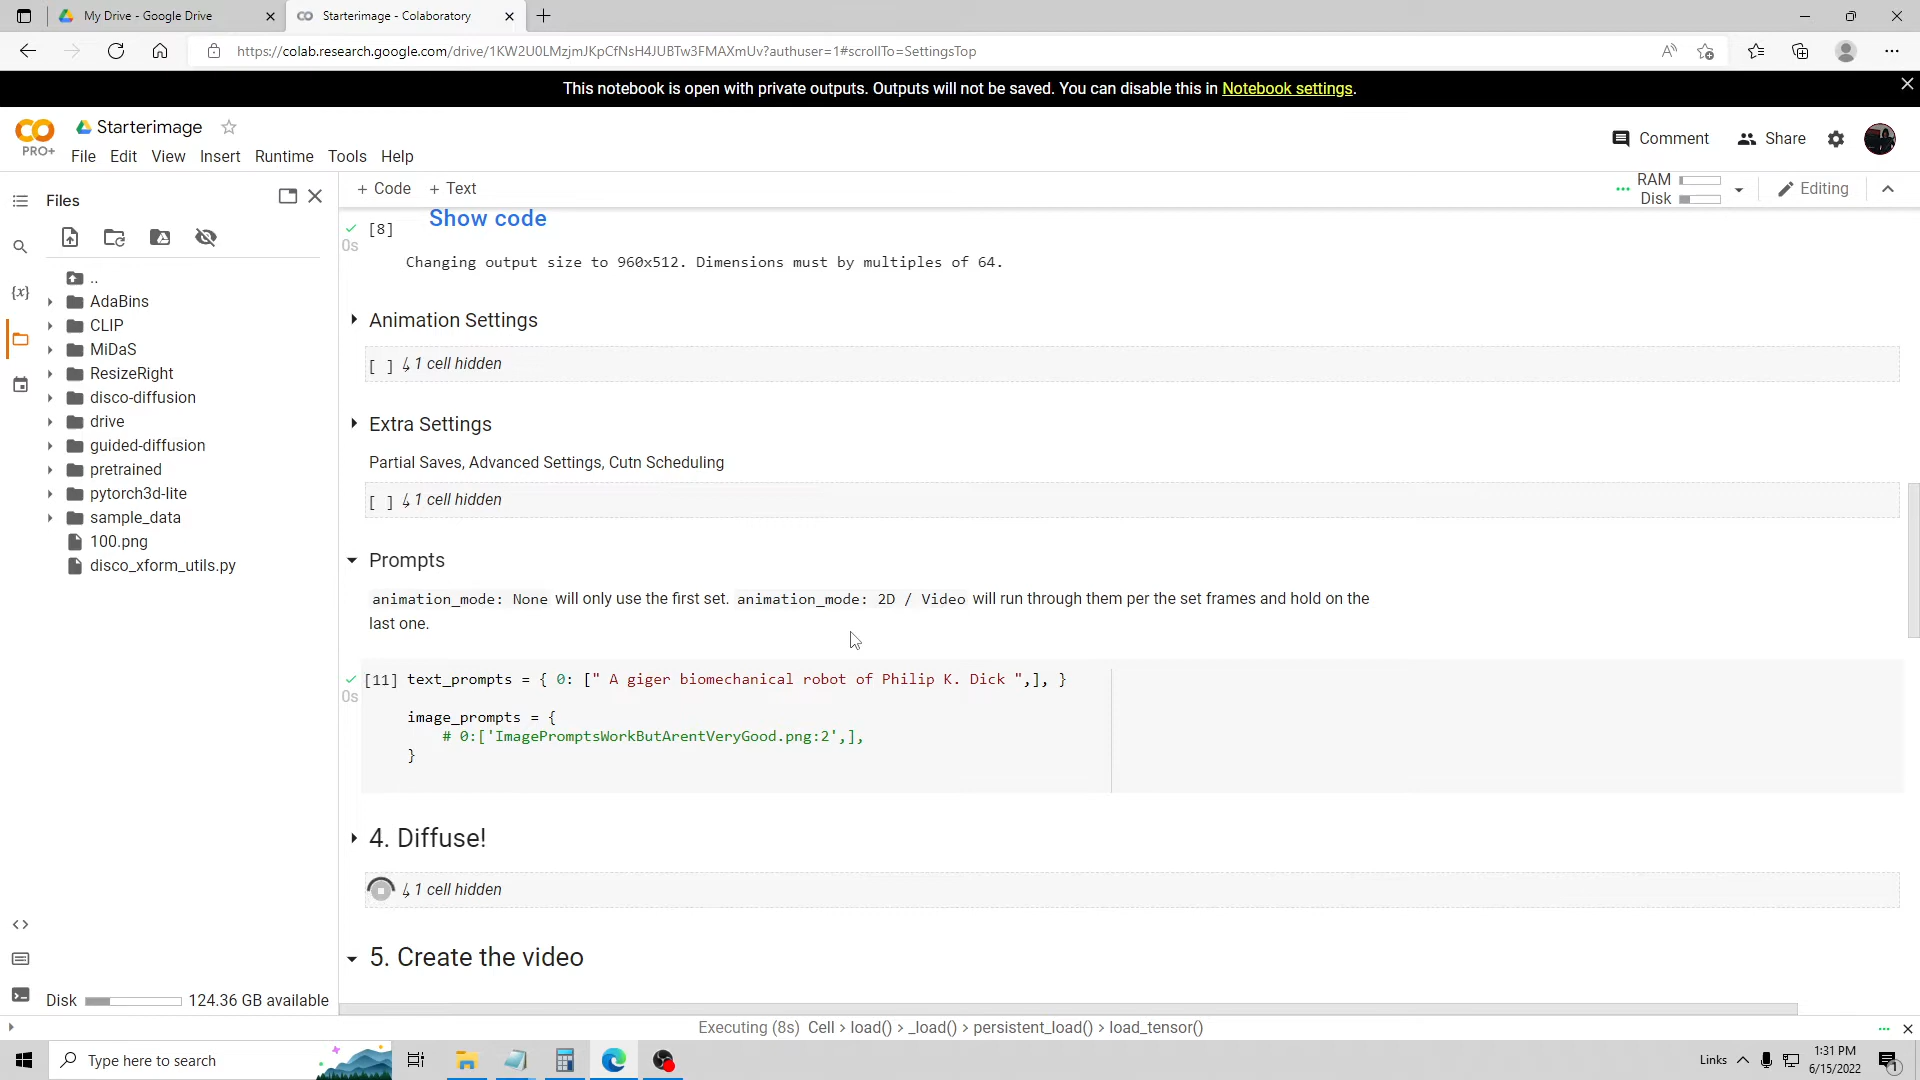 My Drive - Google Drive
Starterimage - Colaboratory
https://colab.research.google.com/drive/1KW2U0LMzjmJKpCfNsH4JUBTw3FMAXmUv?authuser=1#scrollTo=SettingsTop
This notebook is open with private outputs. Outputs will not be saved. You can disable this in Notebook settings.
CO
PRO+
Starterimage
File Edit View Insert Runtime Tools Help
Comment
Share
Files
+ Code + Text
RAM
Disk
Editing
..
AdaBins
CLIP
MiDaS
ResizeRight
disco-diffusion
drive
guided-diffusion
pretrained
pytorch3d-lite
sample_data
100.png
disco_xform_utils.py
{x}
Disk 124.36 GB available
[8] Show code
0s
Changing output size to 960x512. Dimensions must by multiples of 64.
Animation Settings
[ ] ↳ 1 cell hidden
Extra Settings
Partial Saves, Advanced Settings, Cutn Scheduling
[ ] ↳ 1 cell hidden
Prompts
animation_mode: None will only use the first set. animation_mode: 2D / Video will run through them per the set frames and hold on the
last one.
[11] text_prompts = { 0: [" A giger biomechanical robot of Philip K. Dick ",], }
0s
image_prompts = {
# 0:['ImagePromptsWorkButArentVeryGood.png:2',],
}
4. Diffuse!
↳ 1 cell hidden
5. Create the video
Executing (8s) Cell > load() > _load() > persistent_load() > load_tensor()
Type here to search
Links
1:31 PM
6/15/2022
1